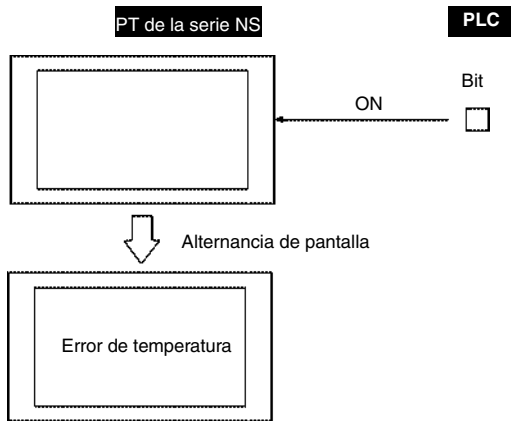 PT de la serie NS
PLC
Bit
ON
Alternancia de pantalla
Error de temperatura